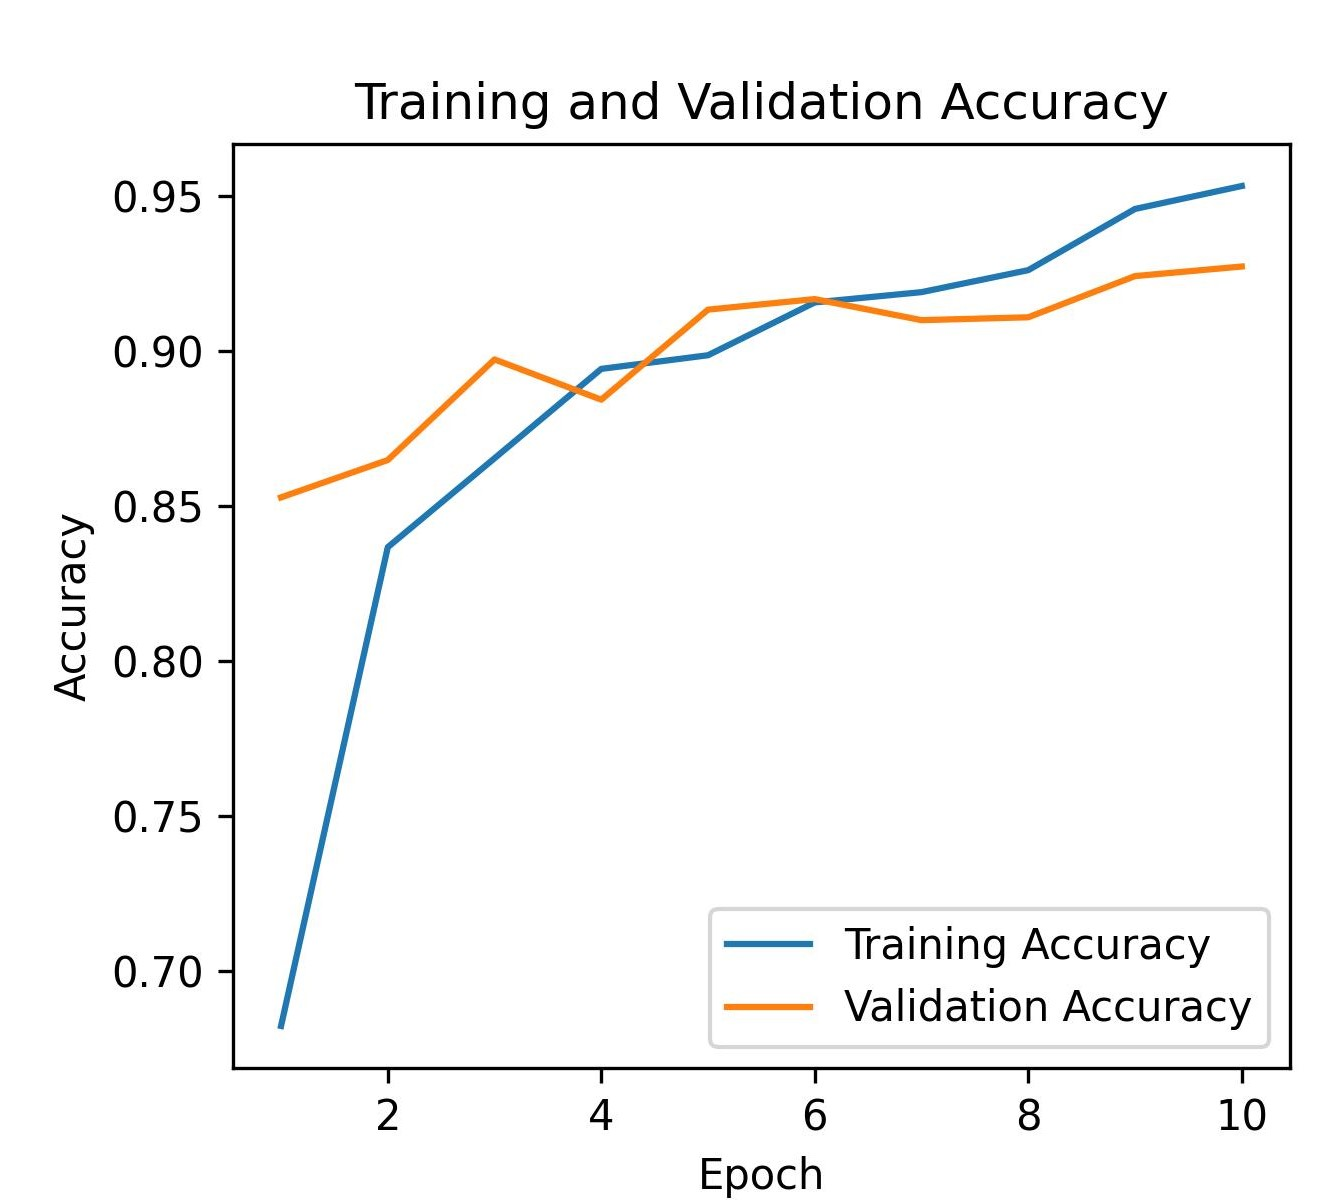 Training and Validation Accuracy
0.95
0.90
0.85
0.80
0.75
0.70
Accuracy
Training Accuracy
Validation Accuracy
2 4 6 8 10
Epoch